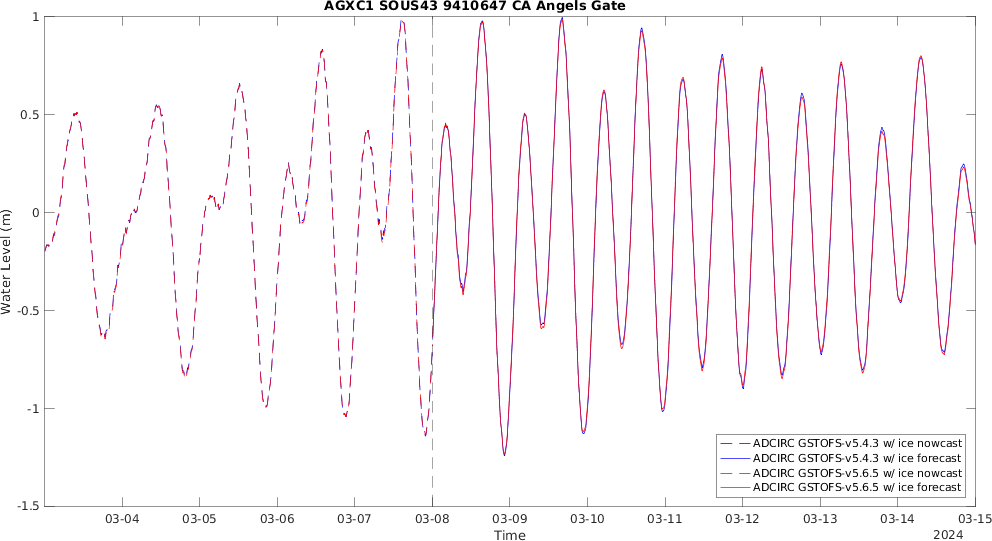 AGXC1 SOUS43 9410647 CA Angels Gate
1
0.5
0
-0.5
-1
-1.5
Water Level (m)
ADCIRC GSTOFS-v5.4.3 w/ ice nowcast
ADCIRC GSTOFS-v5.4.3 w/ ice forecast
ADCIRC GSTOFS-v5.6.5 w/ ice nowcast
ADCIRC GSTOFS-v5.6.5 w/ ice forecast
03-04 03-05 03-06 03-07 03-08 03-09 03-10 03-11 03-12 03-13 03-14 03-15
Time
2024